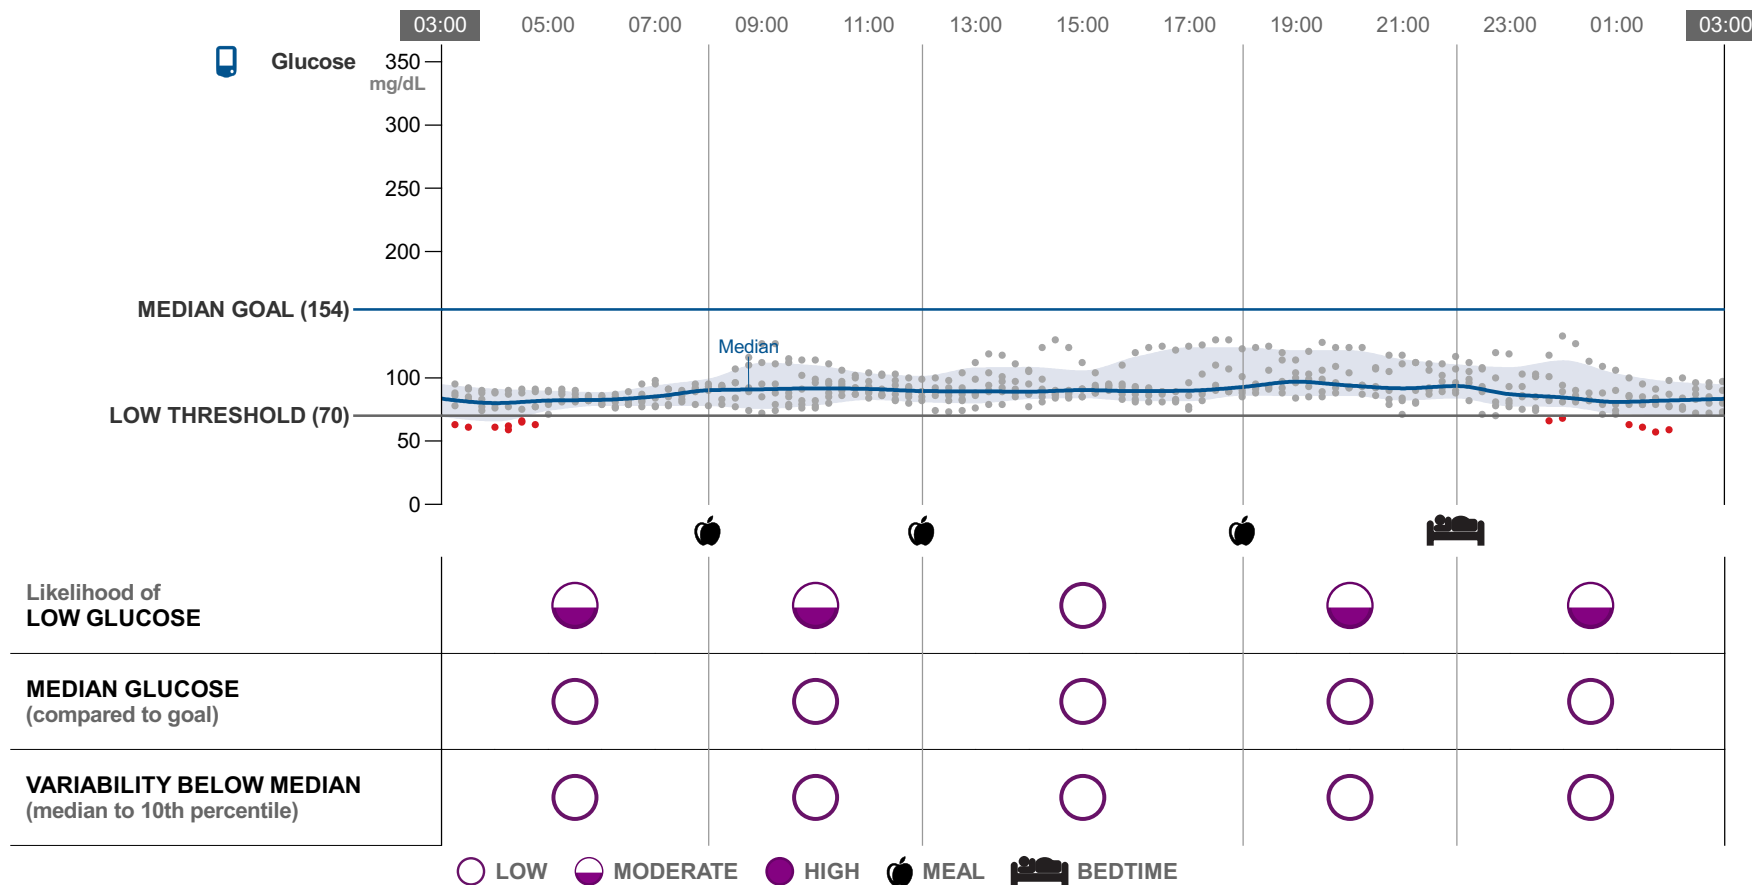 03:00 05:00 07:00 09:00 11:00 13:00 15:00 17:00 19:00 21:00 23:00 01:00 03:00
Glucose 350
mg/dL
300
250
200
MEDIAN GOAL (154)
Median
100
LOW THRESHOLD (70)
50
0
Likelihood of
LOW GLUCOSE
MEDIAN GLUCOSE
(compared to goal)
VARIABILITY BELOW MEDIAN
(median to 10th percentile)
LOW MODERATE HIGH MEAL BEDTIME